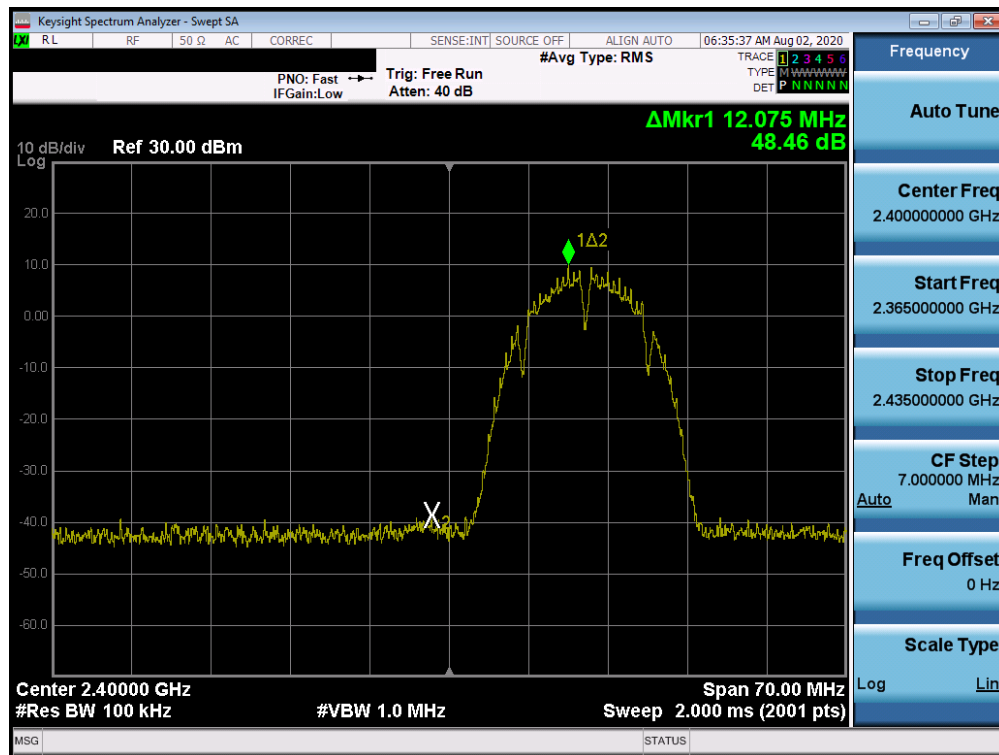 Keysight Spectrum Analyzer - Swept SA
LXI RL RF 50 Ω AC CORREC SENSE:INT SOURCE OFF ALIGN AUTO 06:35:37 AM Aug 02, 2020
Frequency
#Avg Type: RMS
TRACE 1 2 3 4 5 6
PNO: Fast Trig: Free Run
TYPE M WWWWW
IFGain:Low Atten: 40 dB
DET P N N N N N
Auto Tune
ΔMkr1 12.075 MHz
48.46 dB
10 dB/div Ref 30.00 dBm
Log
Center Freq
2.400000000 GHz
20.0
1Δ2
10.0
Start Freq
2.365000000 GHz
0.00
-10.0
Stop Freq
2.435000000 GHz
-20.0
-30.0
CF Step
7.000000 MHz
Auto Man
-40.0
X2
-50.0
Freq Offset
0 Hz
-60.0
Scale Type
Log Lin
Center 2.40000 GHz Span 70.00 MHz
#Res BW 100 kHz #VBW 1.0 MHz Sweep 2.000 ms (2001 pts)
MSG STATUS